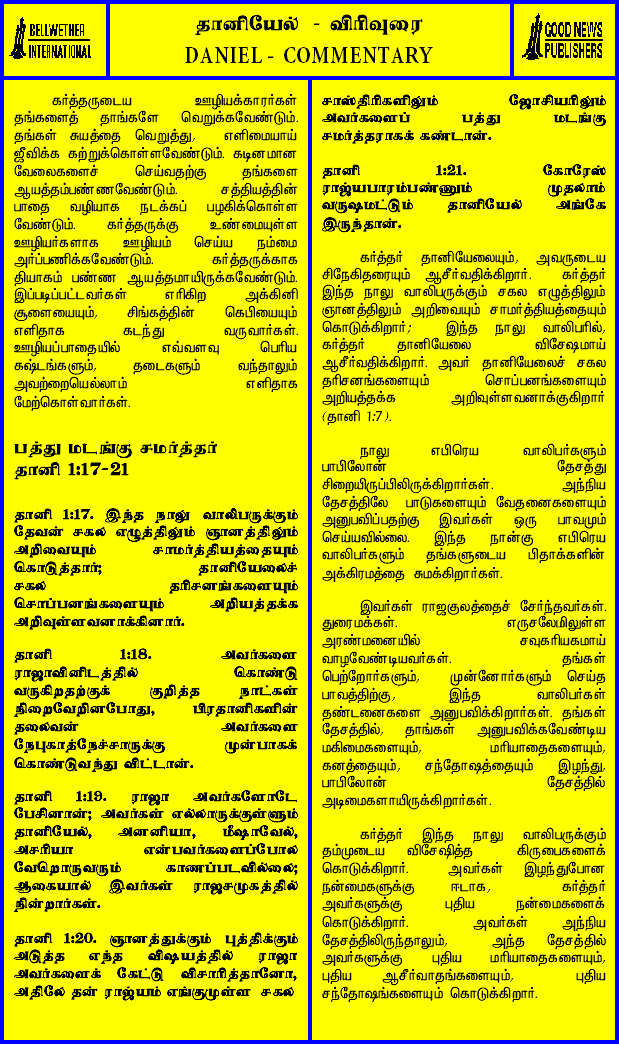 BELLWETHER
INTERNATIONAL
தானியேல் - விரிவுரை
DANIEL - COMMENTARY
GOOD NEWS
PUBLISHERS
கர்த்தருடைய ஊழியக்காரர்கள்
தங்களைத் தாங்களே வெறுக்கவேண்டும்.
தங்கள் சுயத்தை வெறுத்து, எளிமையாய்
ஜீவிக்க கற்றுக்கொள்ளவேண்டும். கடினமான
வேலைகளைச் செய்வதற்கு தங்களை
ஆயத்தம்பண்ணவேண்டும். சத்தியத்தின்
பாதை வழியாக நடக்கப் பழகிக்கொள்ள
வேண்டும். கர்த்தருக்கு உண்மையுள்ள
ஊழியர்களாக ஊழியம் செய்ய நம்மை
அர்ப்பணிக்கவேண்டும். கர்த்தருக்காக
தியாகம் பண்ண ஆயத்தமாயிருக்கவேண்டும்.
இப்படிப்பட்டவர்கள் எரிகிற அக்கினி
சூளையையும், சிங்கத்தின் கெபியையும்
எளிதாக கடந்து வருவார்கள்.
ஊழியப்பாதையில் எவ்வளவு பெரிய
கஷ்டங்களும், தடைகளும் வந்தாலும்
அவற்றையெல்லாம் எளிதாக
மேற்கொள்வார்கள்.
பத்து மடங்கு சமர்த்தர்
தானி 1:17-21
தானி 1:17. இந்த நாலு வாலிபருக்கும்
தேவன் சகல எழுத்திலும் ஞானத்திலும்
அறிவையும் சாமர்த்தியத்தையும்
கொடுத்தார்; தானியேலைச்
சகல தரிசனங்களையும்
சொப்பனங்களையும் அறியத்தக்க
அறிவுள்ளவனாக்கினார்.
தானி 1:18. அவர்களை
ராஜாவினிடத்தில் கொண்டு
வருகிறதற்குக் குறித்த நாட்கள்
நிறைவேறினபோது, பிரதானிகளின்
தலைவன் அவர்களை
நேபுகாத்நேச்சாருக்கு முன்பாகக்
கொண்டுவந்து விட்டான்.
தானி 1:19. ராஜா அவர்களோடே
பேசினான்; அவர்கள் எல்லாருக்குள்ளும்
தானியேல், அனனியா, மீஷாவேல்,
அசரியா என்பவர்களைப்போல
வேறொருவரும் காணப்படவில்லை;
ஆகையால் இவர்கள் ராஜசமுகத்தில்
நின்றார்கள்.
தானி 1:20. ஞானத்துக்கும் புத்திக்கும்
அடுத்த எந்த விஷயத்தில் ராஜா
அவர்களைக் கேட்டு விசாரித்தானோ,
அதிலே தன் ராஜ்யம் எங்குமுள்ள சகல
சாஸ்திரிகளிலும் ஜோசியரிலும்
அவர்களைப் பத்து மடங்கு
சமர்த்தராகக் கண்டான்.
தானி 1:21. கோரேஸ்
ராஜ்யபாரம்பண்ணும் முதலாம்
வருஷமட்டும் தானியேல் அங்கே
இருந்தான்.
கர்த்தர் தானியேலையும், அவருடைய
சிநேகிதரையும் ஆசீர்வதிக்கிறார். கர்த்தர்
இந்த நாலு வாலிபருக்கும் சகல எழுத்திலும்
ஞானத்திலும் அறிவையும் சாமர்த்தியத்தையும்
கொடுக்கிறார்; இந்த நாலு வாலிபரில்,
கர்த்தர் தானியேலை விசேஷமாய்
ஆசீர்வதிக்கிறார். அவர் தானியேலைச் சகல
தரிசனங்களையும் சொப்பனங்களையும்
அறியத்தக்க அறிவுள்ளவனாக்குகிறார்
(தானி 1:7).
நாலு எபிரெய வாலிபர்களும்
பாபிலோன் தேசத்து
சிறையிருப்பிலிருக்கிறார்கள். அந்நிய
தேசத்திலே பாடுகளையும் வேதனைகளையும்
அனுபவிப்பதற்கு இவர்கள் ஒரு பாவமும்
செய்யவில்லை. இந்த நான்கு எபிரெய
வாலிபர்களும் தங்களுடைய பிதாக்களின்
அக்கிரமத்தை சுமக்கிறார்கள்.
இவர்கள் ராஜகுலத்தைச் சேர்ந்தவர்கள்.
துரைமக்கள். எருசலேமிலுள்ள
அரண்மனையில் சவுகரியகமாய்
வாழவேண்டியவர்கள். தங்கள்
பெற்றோர்களும், முன்னோர்களும் செய்த
பாவத்திற்கு, இந்த வாலிபர்கள்
தண்டனைகளை அனுபவிக்கிறார்கள். தங்கள்
தேசத்தில், தாங்கள் அனுபவிக்கவேண்டிய
மகிமைகளையும், மரியாதைகளையும்,
கனத்தையும், சந்தோஷத்தையும் இழந்து,
பாபிலோன் தேசத்தில்
அடிமைகளாயிருக்கிறார்கள்.
கர்த்தர் இந்த நாலு வாலிபருக்கும்
தம்முடைய விசேஷித்த கிருபைகளைக்
கொடுக்கிறார். அவர்கள் இழந்துபோன
நன்மைகளுக்கு ஈடாக, கர்த்தர்
அவர்களுக்கு புதிய நன்மைகளைக்
கொடுக்கிறார். அவர்கள் அந்நிய
தேசத்திலிருந்தாலும், அந்த தேசத்தில்
அவர்களுக்கு புதிய மரியாதைகளையும்,
புதிய ஆசீர்வாதங்களையும், புதிய
சந்தோஷங்களையும் கொடுக்கிறார்.